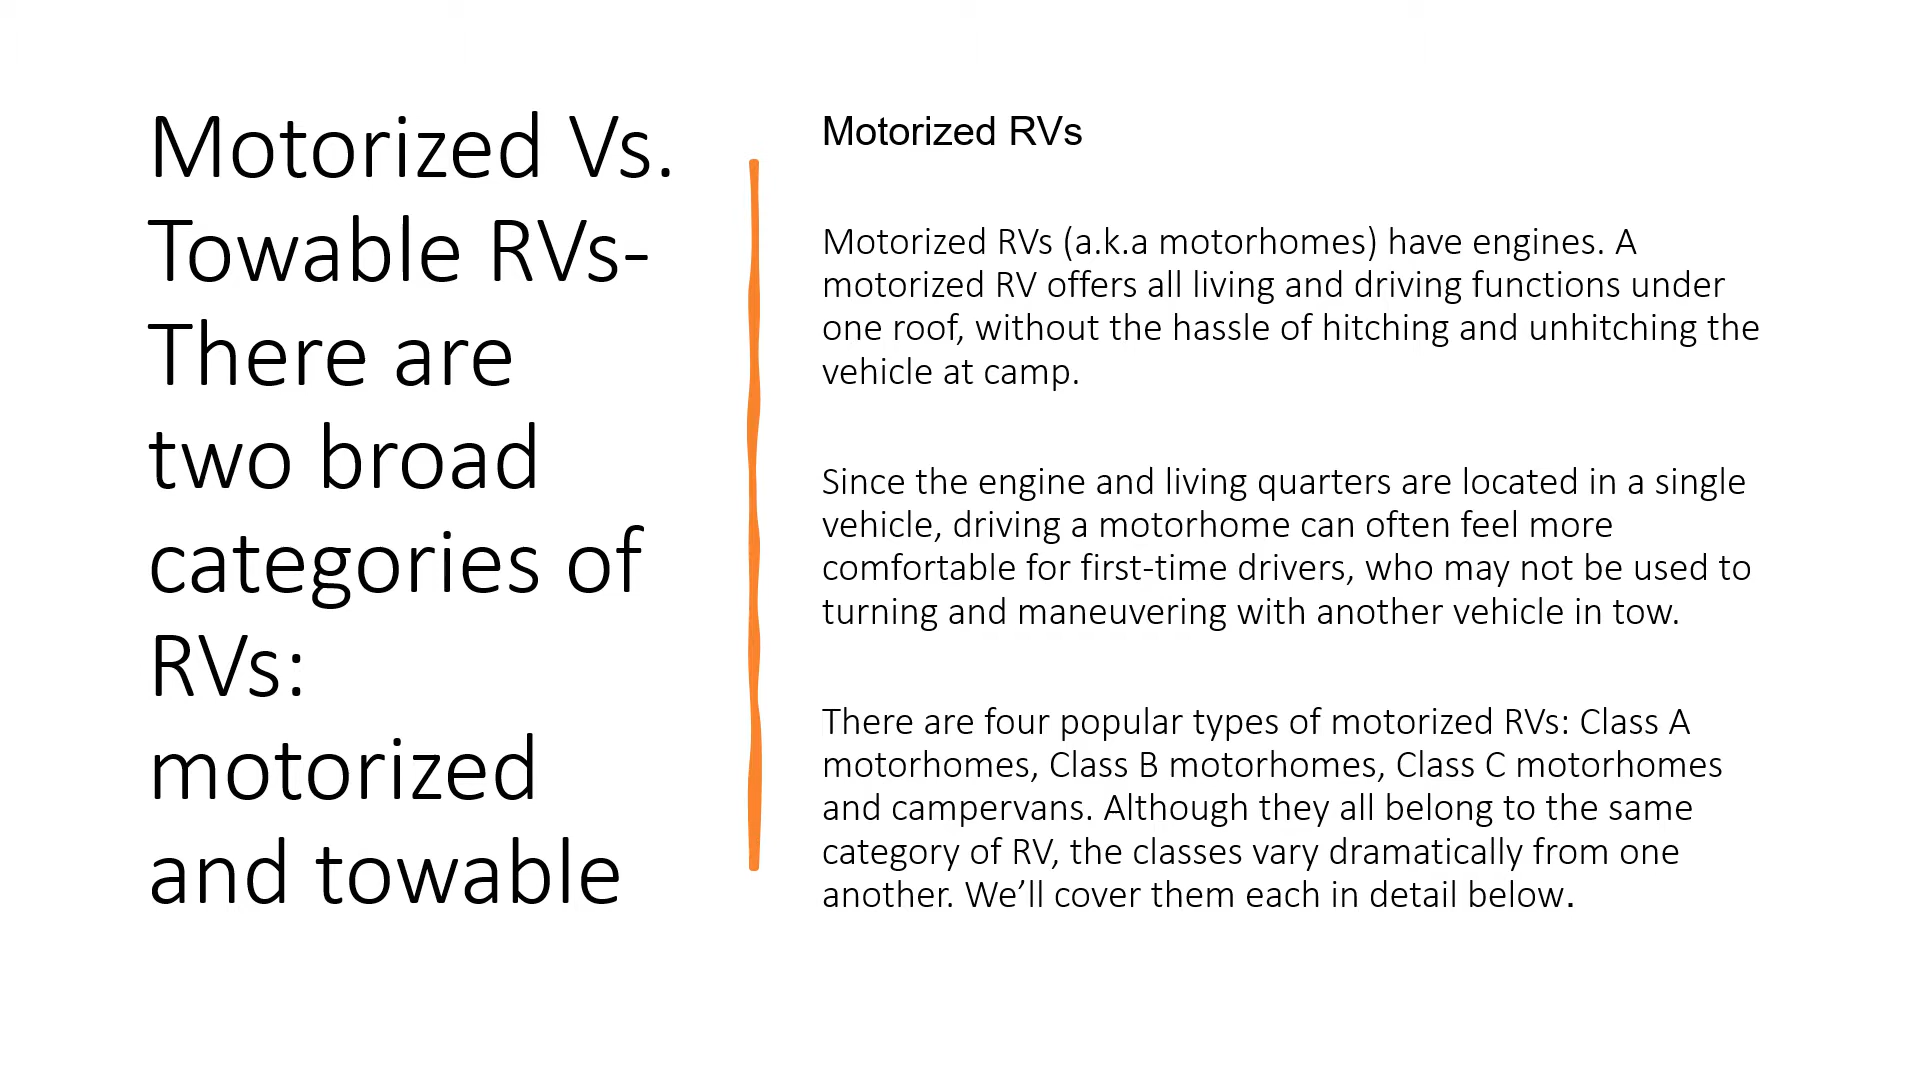 Motorized Vs.
Towable RVs-
There are
two broad
categories of
RVs:
motorized
and towable
Motorized RVs
Motorized RVs (a.k.a motorhomes) have engines. A
motorized RV offers all living and driving functions under
one roof, without the hassle of hitching and unhitching the
vehicle at camp.
Since the engine and living quarters are located in a single
vehicle, driving a motorhome can often feel more
comfortable for first-time drivers, who may not be used to
turning and maneuvering with another vehicle in tow.
There are four popular types of motorized RVs: Class A
motorhomes, Class B motorhomes, Class C motorhomes
and campervans. Although they all belong to the same
category of RV, the classes vary dramatically from one
another. We’ll cover them each in detail below.